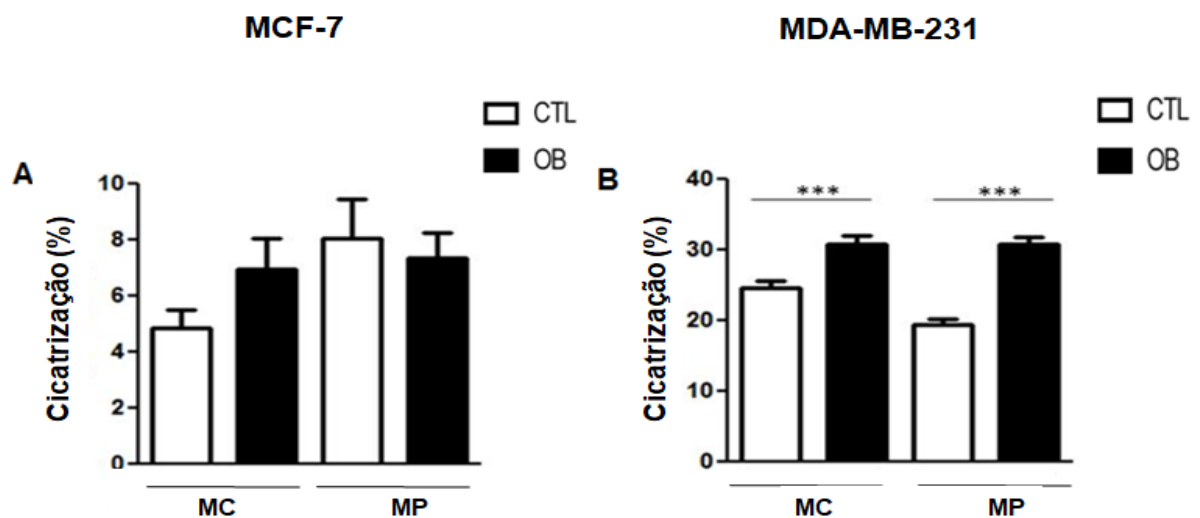 MCF-7
MDA-MB-231
CTL
OB
CTL
OB
A
B
Cicatrização (%)
10
8
6
4
2
0
MC
MP
Cicatrização (%)
40
30
20
10
0
***
***
MC
MP